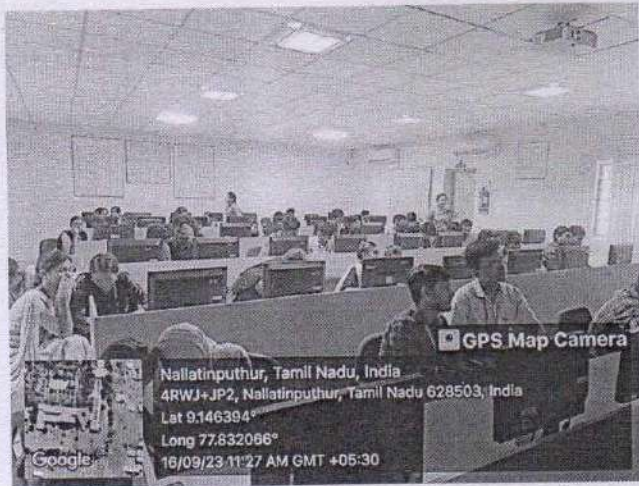 GPS Map Camera
Nallatinputhur, Tamil Nadu, India
4RWJ+JP2, Nallatinputhur, Tamil Nadu 628503, India
Lat 9.146394°
Long 77.832066°
16/09/23 11:27 AM GMT +05:30
Google